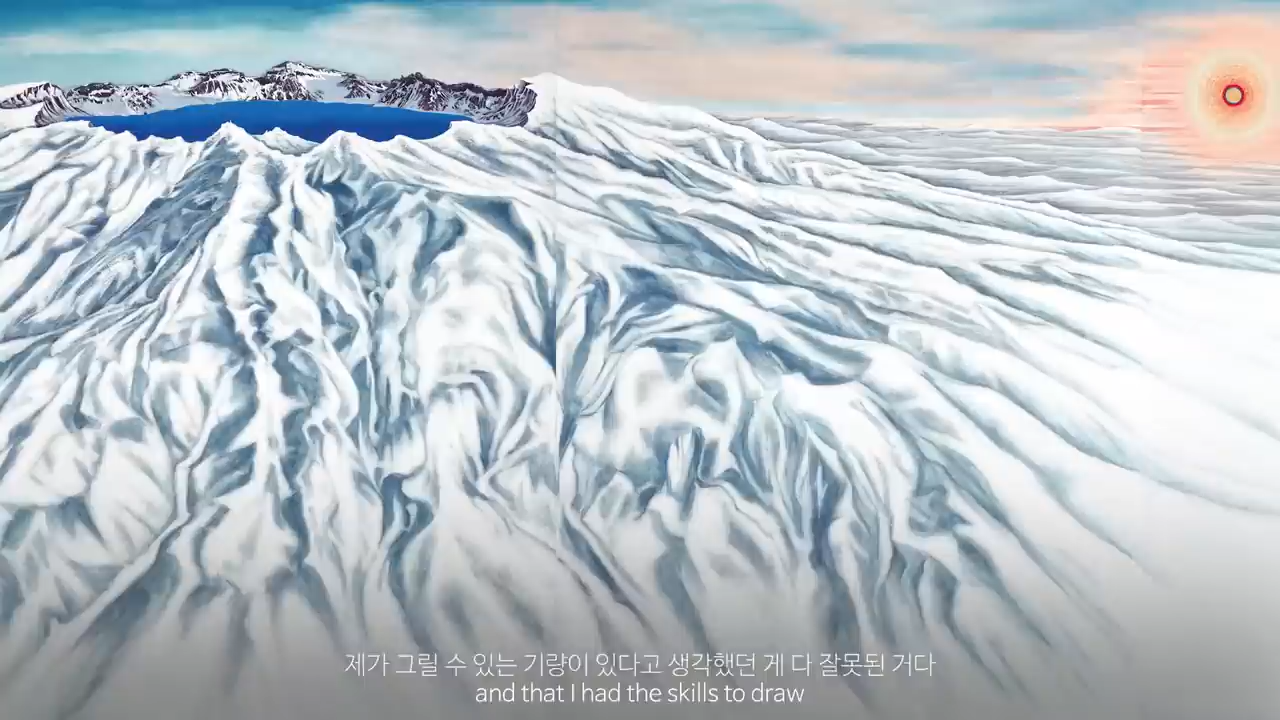 제가 그릴 수 있는 기량이 있다고 생각했던 게 다 잘못된 거다
and that I had the skills to draw